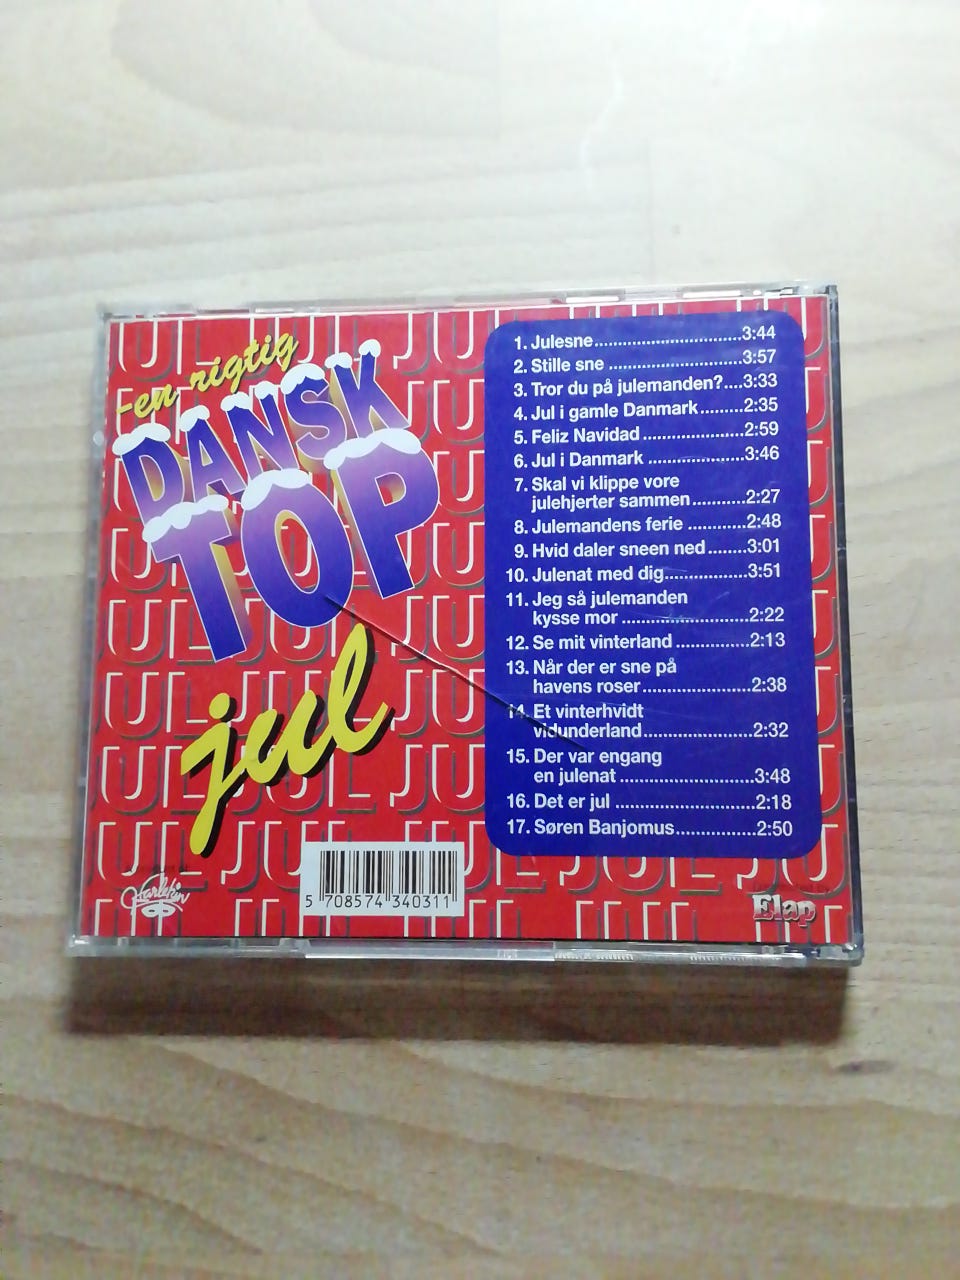 -en rigtig
DANSK
TOP
jul
1. Julesne..............................3:44
2. Stille sne ............................3:57
3. Tror du på julemanden?....3:33
4. Jul i gamle Danmark.........2:35
5. Feliz Navidad .....................2:59
6. Jul i Danmark ....................3:46
7. Skal vi klippe vore
julehjerter sammen...........2:27
8. Julemandens ferie ............2:48
9. Hvid daler sneen ned........3:01
10. Julenat med dig.................3:51
11. Jeg så julemanden
kysse mor ..........................2:22
12. Se mit vinterland ...............2:13
13. Når der er sne på
havens roser......................2:38
14. Et vinterhvidt
vidunderland......................2:32
15. Der var engang
en julenat ...........................3:48
16. Det er jul ............................2:18
17. Søren Banjomus................2:50
Harlekin
5 708574 340311
Elap